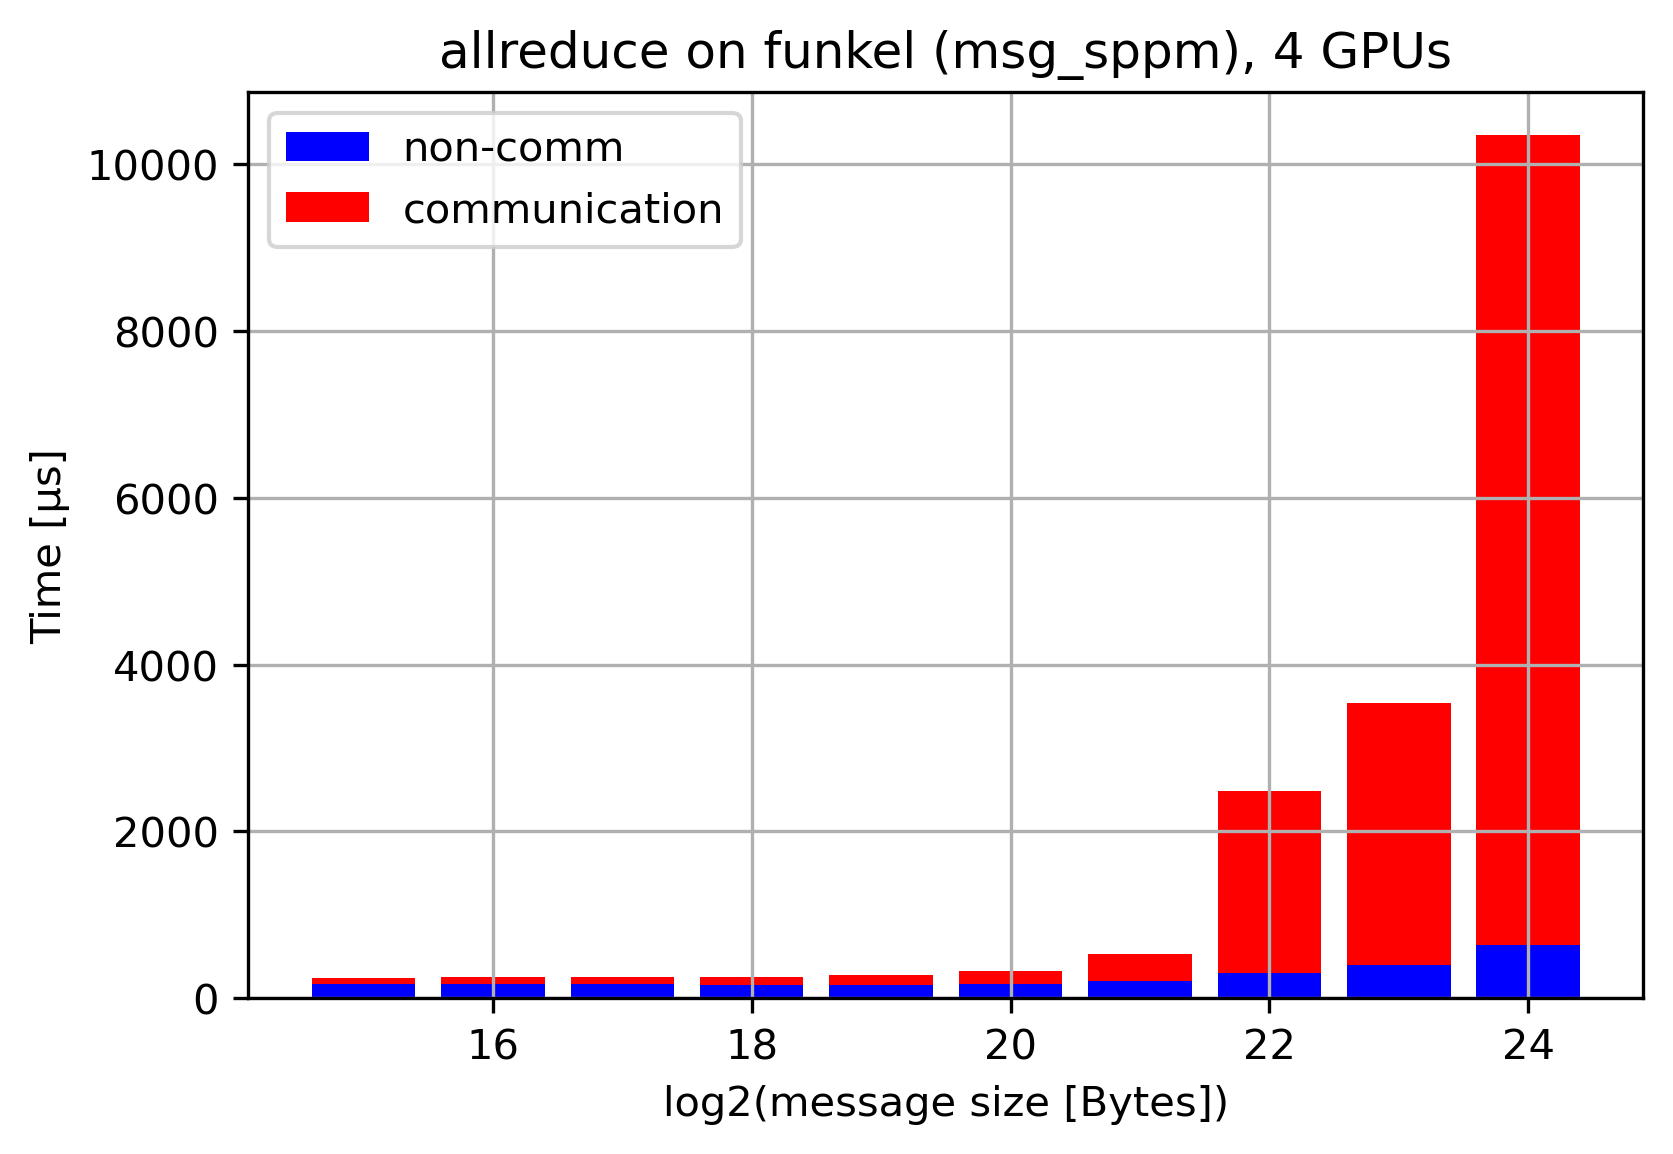 allreduce on funkel (msg_sppm), 4 GPUs
non-comm
communication
10000
8000
6000
4000
2000
0
Time [µs]
16 18 20 22 24
log2(message size [Bytes])